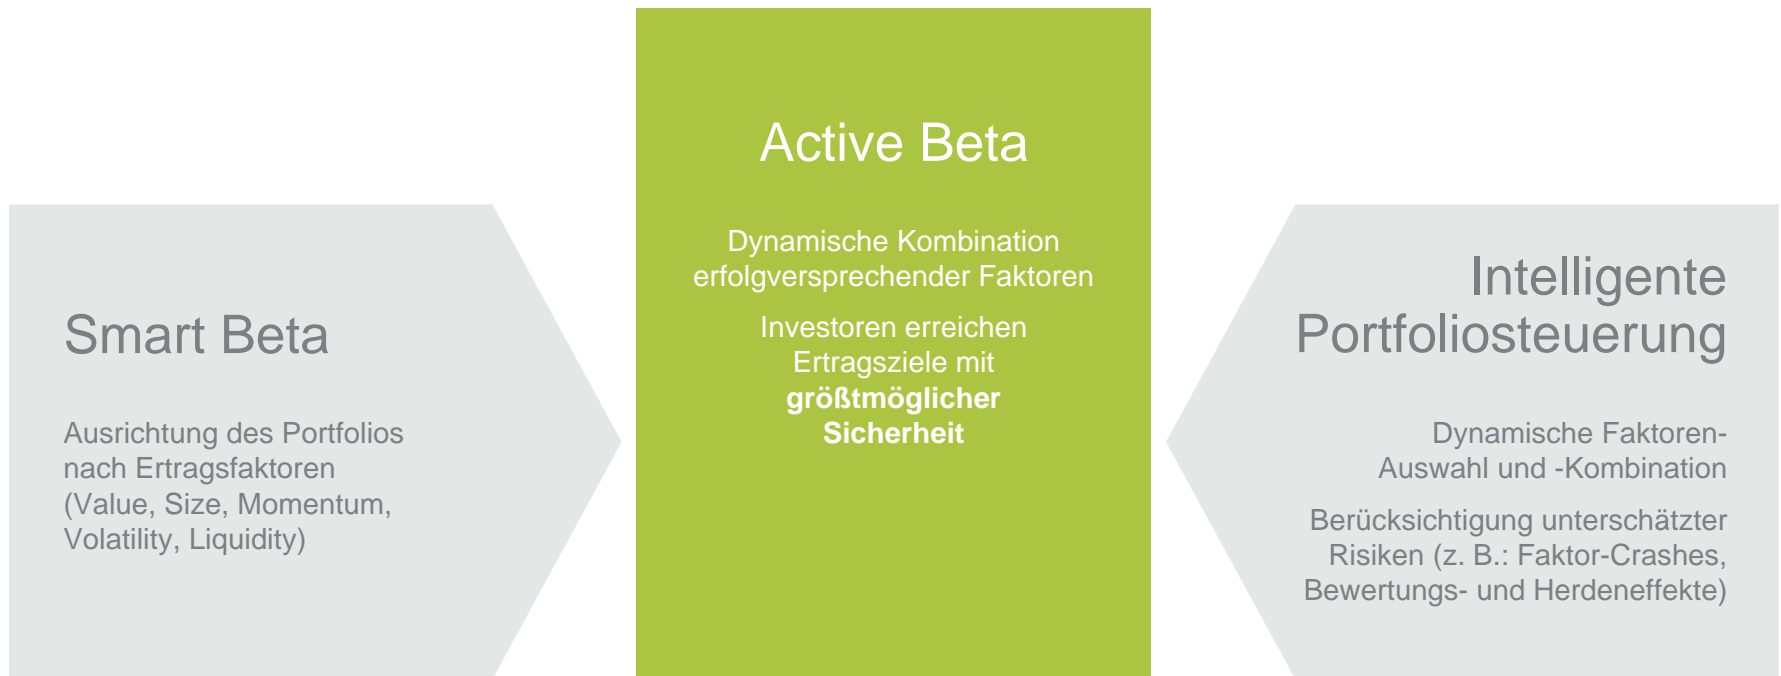 Smart Beta
Ausrichtung des Portfolios
nach Ertragsfaktoren
(Value, Size, Momentum,
Volatility, Liquidity)
Active Beta
Dynamische Kombination
erfolgversprechender Faktoren
Investoren erreichen
Ertragsziele mit
größtmöglicher
Sicherheit
Intelligente
Portfoliosteuerung
Dynamische Faktoren-
Auswahl und -Kombination
Berücksichtigung unterschätzter
Risiken (z. B.: Faktor-Crashes,
Bewertungs- und Herdeneffekte)